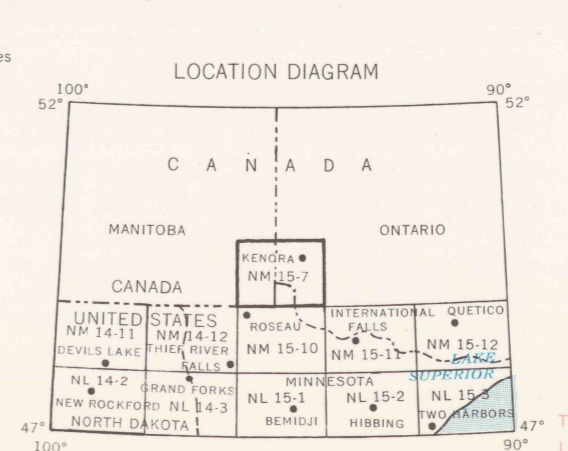 es
LOCATION DIAGRAM
100°
90°
52°
52°
CANADA
MANITOBA
ONTARIO
KENORA
NM 15-7
CANADA
UNITED STATES
NM 14-11
NM 14-12
DEVILS LAKE
THIEF RIVER
FALLS
ROSEAU
NM 15-10
INTERNATIONAL
FALLS
NM 15-11
QUETICO
NM 15-12
LAKE
SUPERIOR
NL 14-2
NEW ROCKFORD
GRAND FORKS
NL 14-3
MINNESOTA
NL 15-1
BEMIDJI
NL 15-2
HIBBING
NL 15-3
TWO HARBORS
NORTH DAKOTA
47°
47°
100°
90°